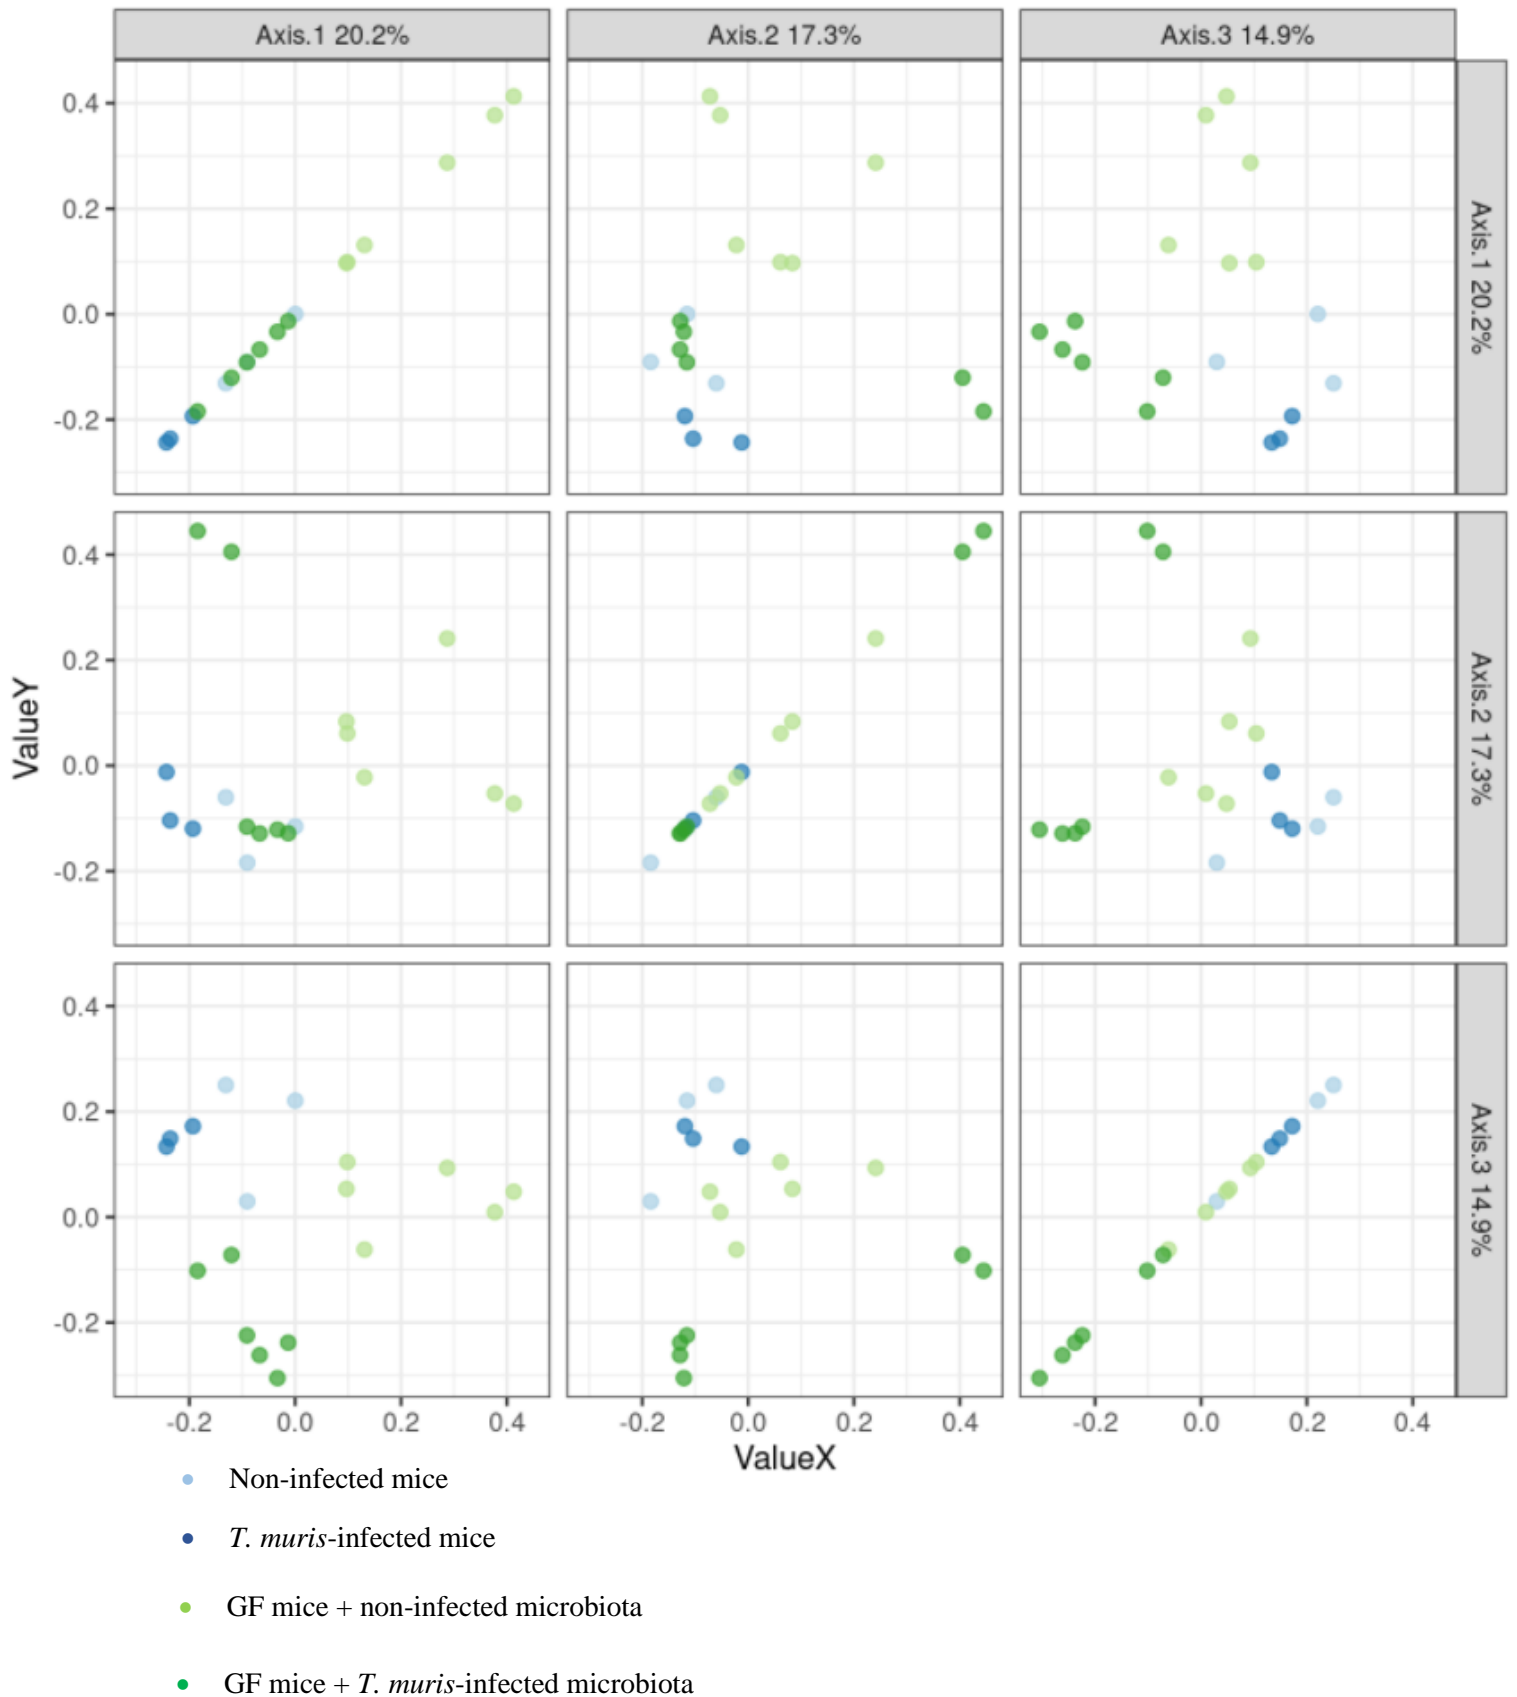 Axis.1 20.2%
Axis.2 17.3%
Axis.3 14.9%
0.4
0.2
0.0
-0.2
Axis.1 20.2%
0.4
0.2
0.0
-0.2
Axis.2 17.3%
ValueY
0.4
0.2
0.0
-0.2
Axis.3 14.9%
-0.2 0.0 0.2 0.4
-0.2 0.0 0.2 0.4
-0.2 0.0 0.2 0.4
ValueX
Non-infected mice
T. muris-infected mice
GF mice + non-infected microbiota
GF mice + T. muris-infected microbiota